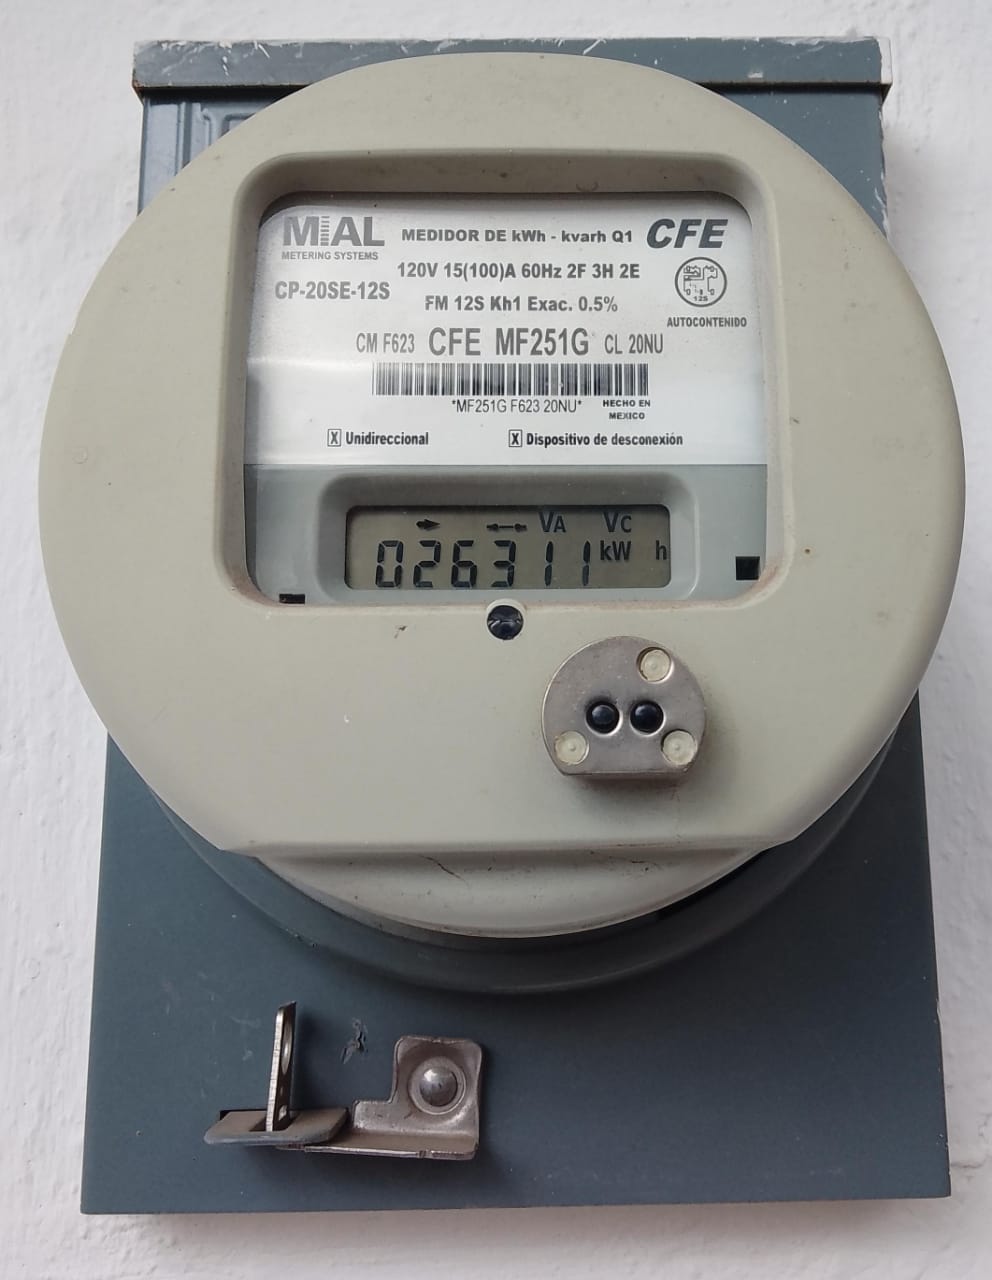 MIAL
METERING SYSTEMS
MEDIDOR DE kWh - kvarh Q1
CFE
120V 15(100)A 60Hz 2F 3H 2E
CP-20SE-12S
FM 12S Kh1 Exac. 0.5%
12S
AUTOCONTENIDO
CM F623 CFE MF251G CL 20NU
*MF251G F623 20NU*
HECHO EN
MEXICO
X Unidireccional
X Dispositivo de desconexión
VA VC
026311 kW h